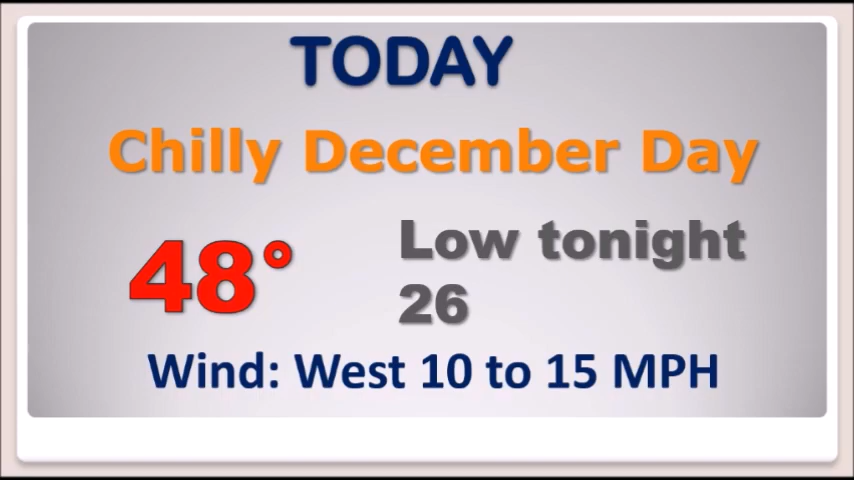 TODAY
Chilly December Day
48°
Low tonight
26
Wind: West 10 to 15 MPH